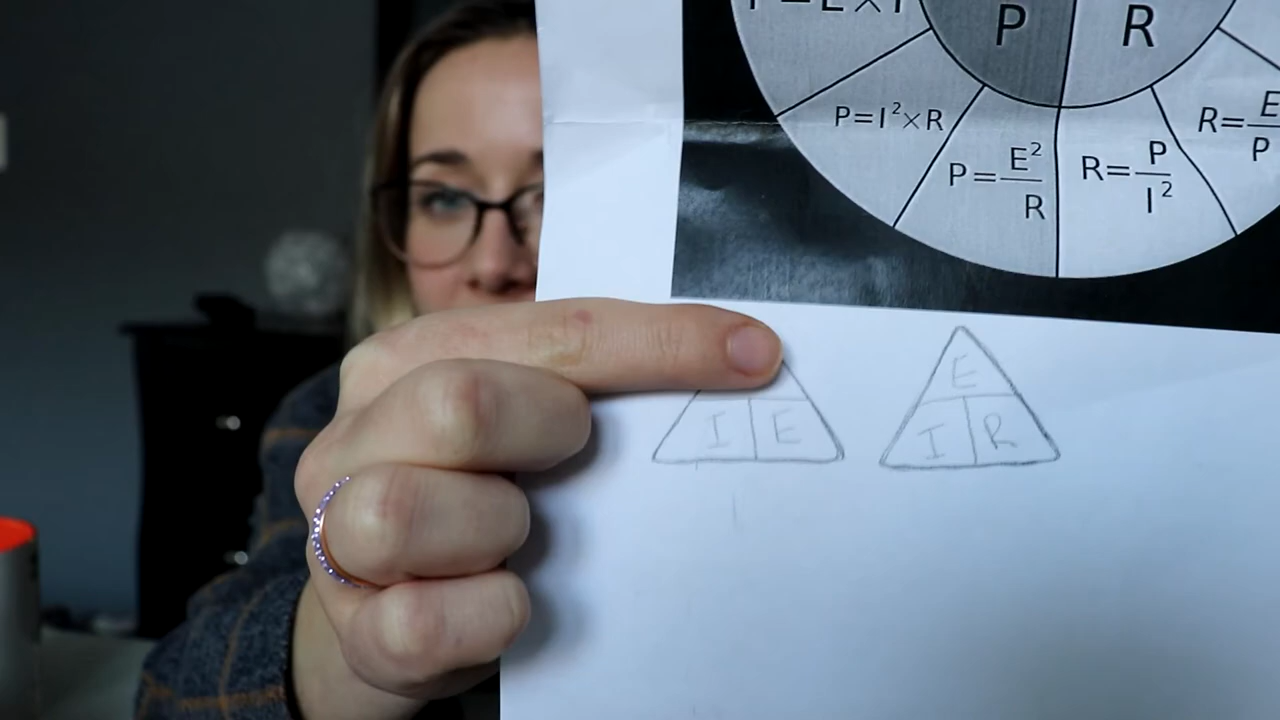 P=E×I
P R
P=I²×R
P=E²/R
R=P/I²
R=E
P
E
I E
I R